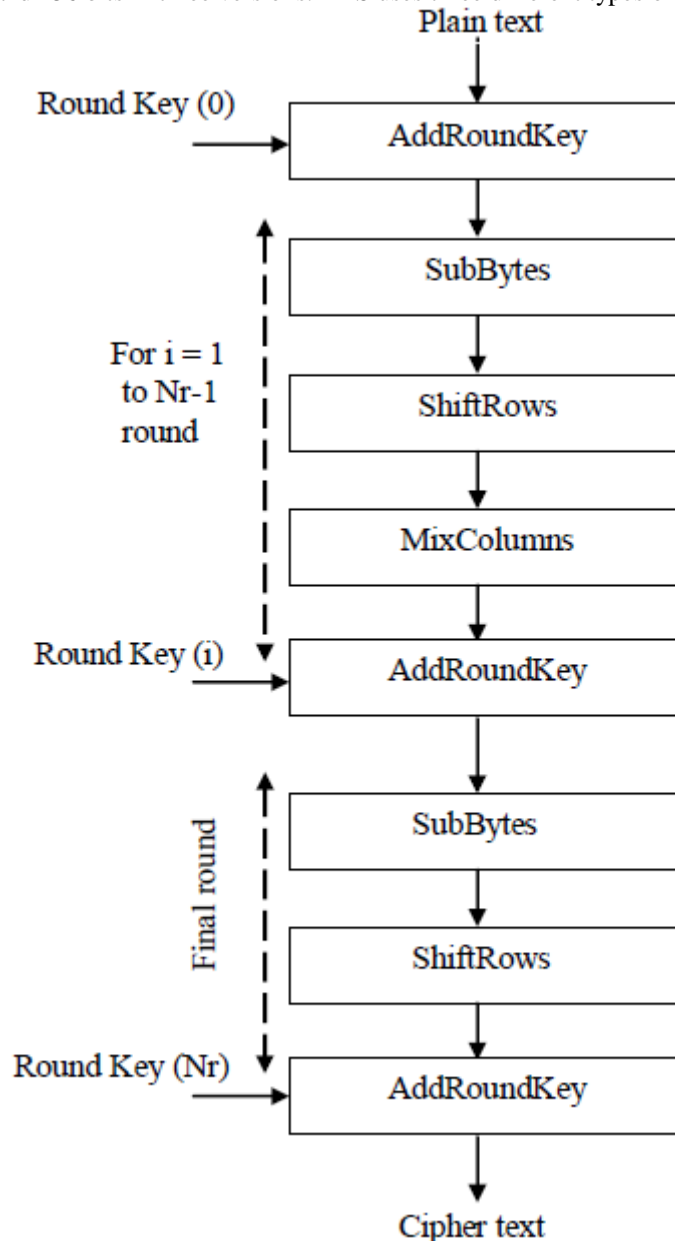 Plain text
Round Key (0)
AddRoundKey
SubBytes
For i = 1
to Nr-1
round
ShiftRows
MixColumns
Round Key (i)
AddRoundKey
SubBytes
Final round
ShiftRows
Round Key (Nr)
AddRoundKey
Cipher text